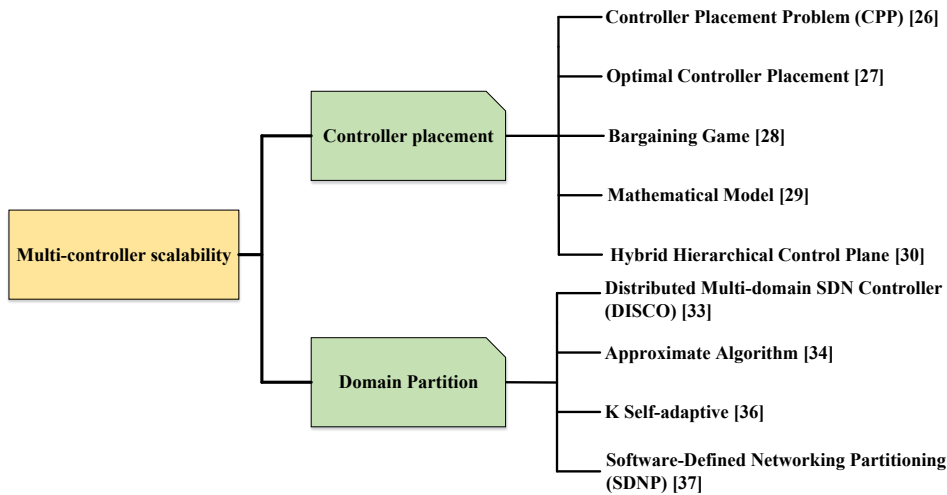 Multi-controller scalability
Controller placement
Controller Placement Problem (CPP) [26]
Optimal Controller Placement [27]
Bargaining Game [28]
Mathematical Model [29]
Hybrid Hierarchical Control Plane [30]
Domain Partition
Distributed Multi-domain SDN Controller
(DISCO) [33]
Approximate Algorithm [34]
K Self-adaptive [36]
Software-Defined Networking Partitioning
(SDNP) [37]